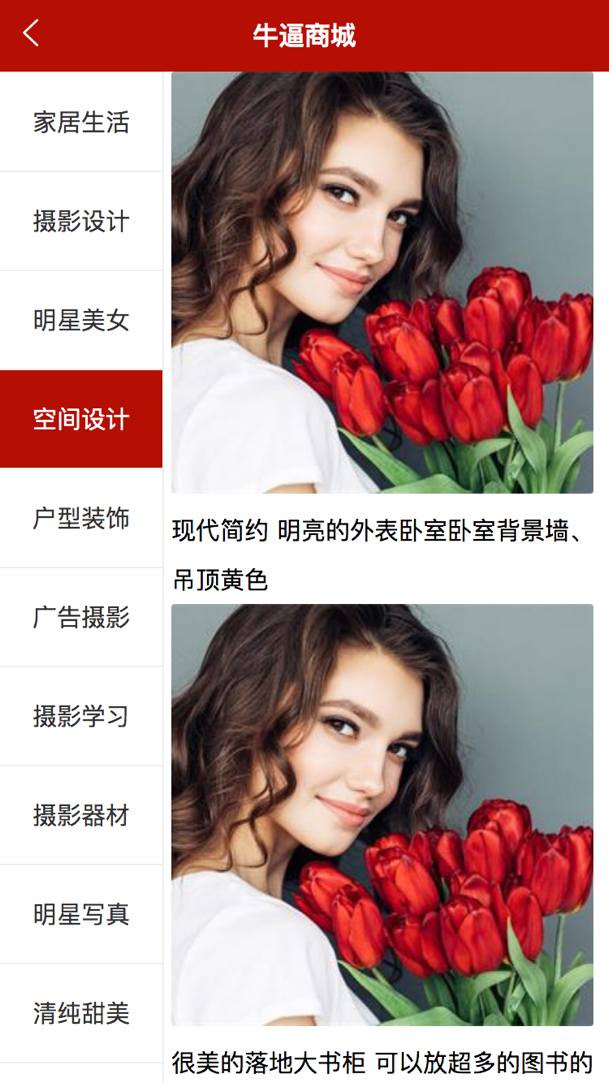 牛逼商城
家居生活
摄影设计
明星美女
空间设计
户型装饰
广告摄影
摄影学习
摄影器材
明星写真
清纯甜美
现代简约 明亮的外表卧室卧室背景墙、
吊顶黄色
很美的落地大书柜 可以放超多的图书的